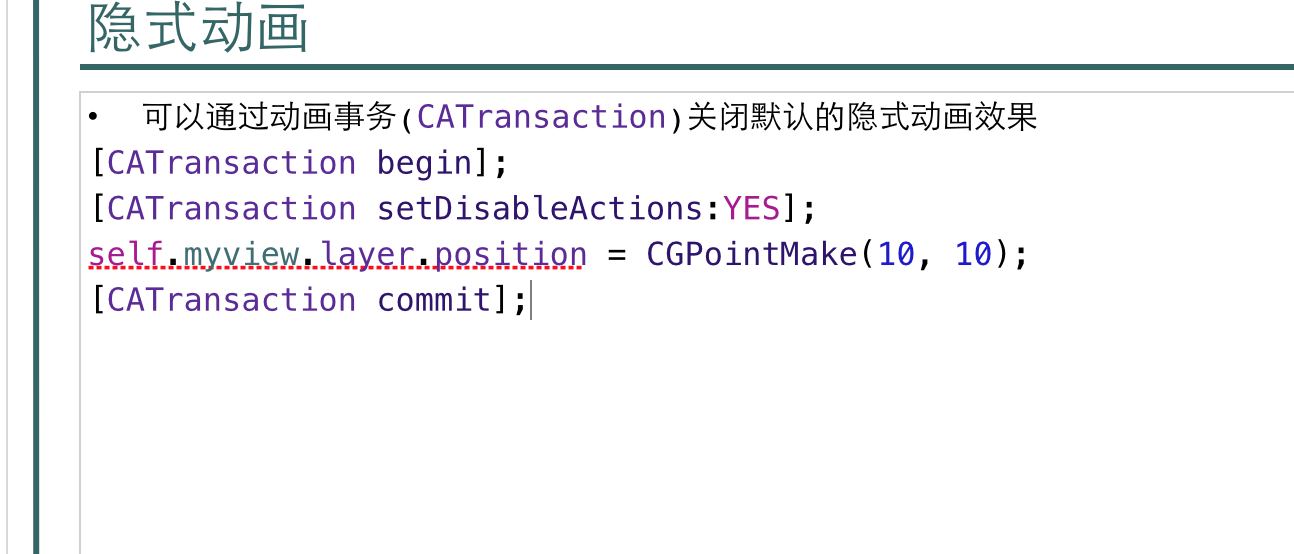 隐式动画
• 可以通过动画事务(CATransaction)关闭默认的隐式动画效果
[CATransaction begin];
[CATransaction setDisableActions:YES];
self.myview.layer.position = CGPointMake(10, 10);
[CATransaction commit];